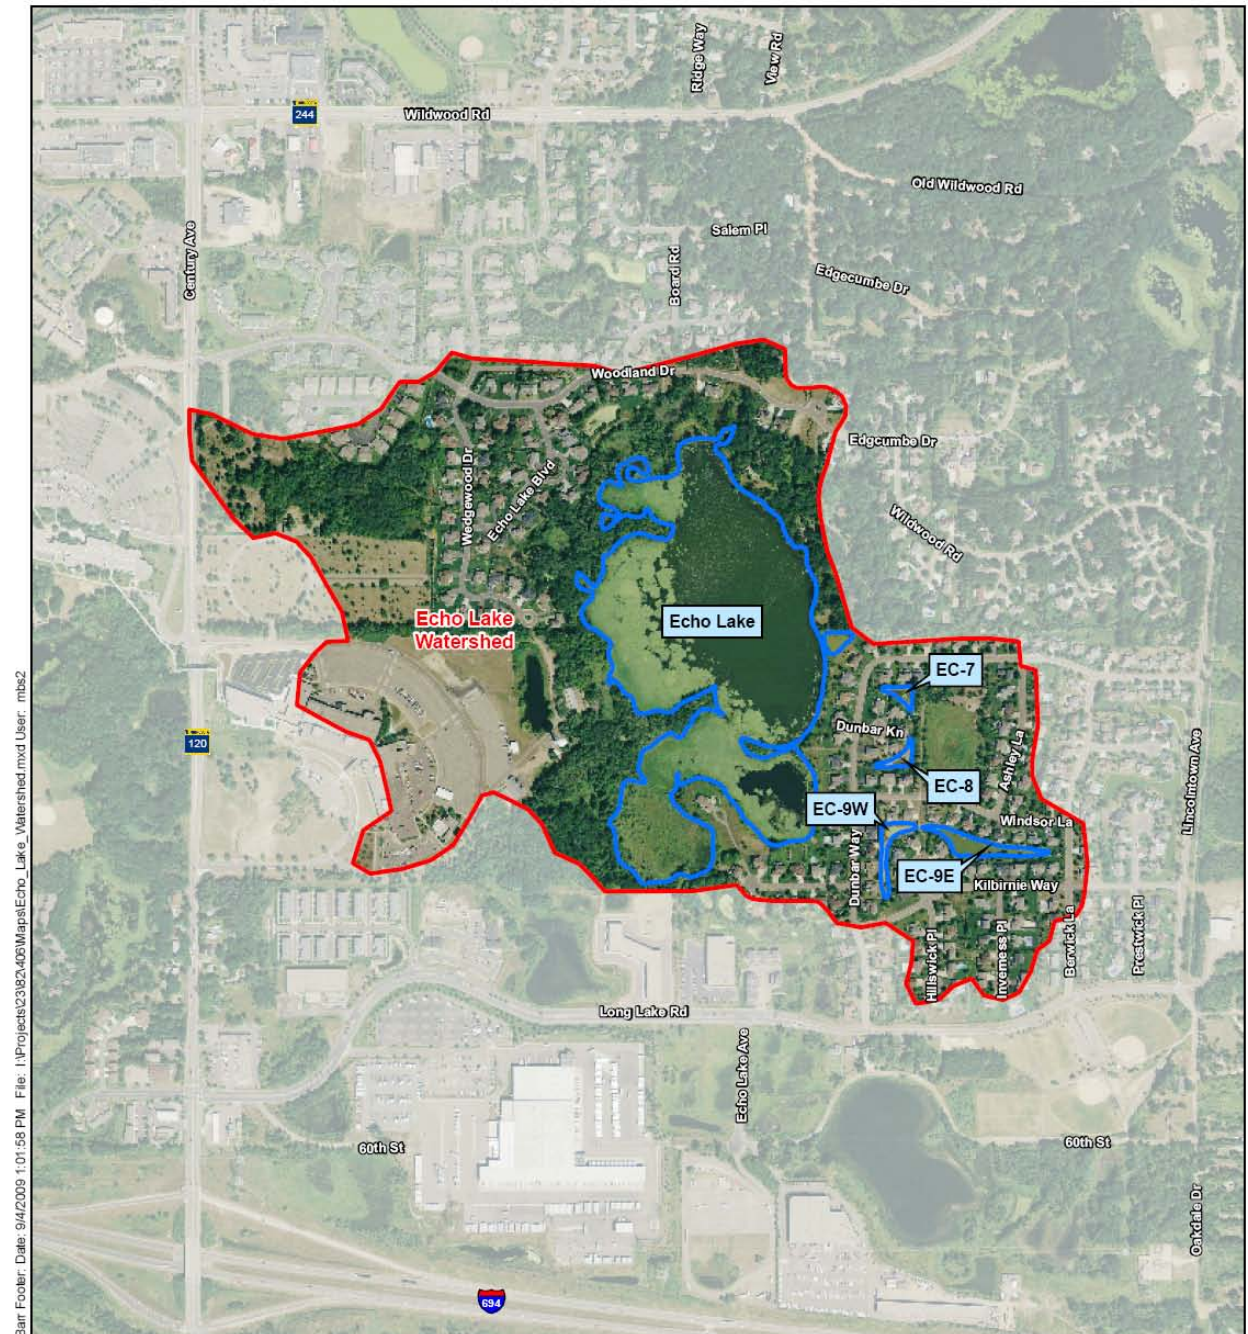 Ridge Way
View Rd
244
Wildwood Rd
Old Wildwood Rd
Salem Pl
Century Ave
Board Rd
Edgecumbe Dr
Woodland Dr
Edgcumbe Dr
Wedgewood Dr
Echo Lake Blvd
Wildwood Rd
Echo Lake
Watershed
Echo Lake
EC-7
Dunbar Kn
120
Ashley La
Lincolntown Ave
EC-8
EC-9W
Windsor La
Dunbar Way
EC-9E
Kilbirnie Way
Hillswick Pl
Inverness Pl
Berwick La
Prestwick Pl
Long Lake Rd
Echo Lake Ave
60th St
60th St
Oakdale Dr
694
Barr Footer: Date: 9/4/2009 1:01:58 PM File: I:\Projects\23\82\406\Maps\Echo_Lake_Watershed.mxd User: mbs2